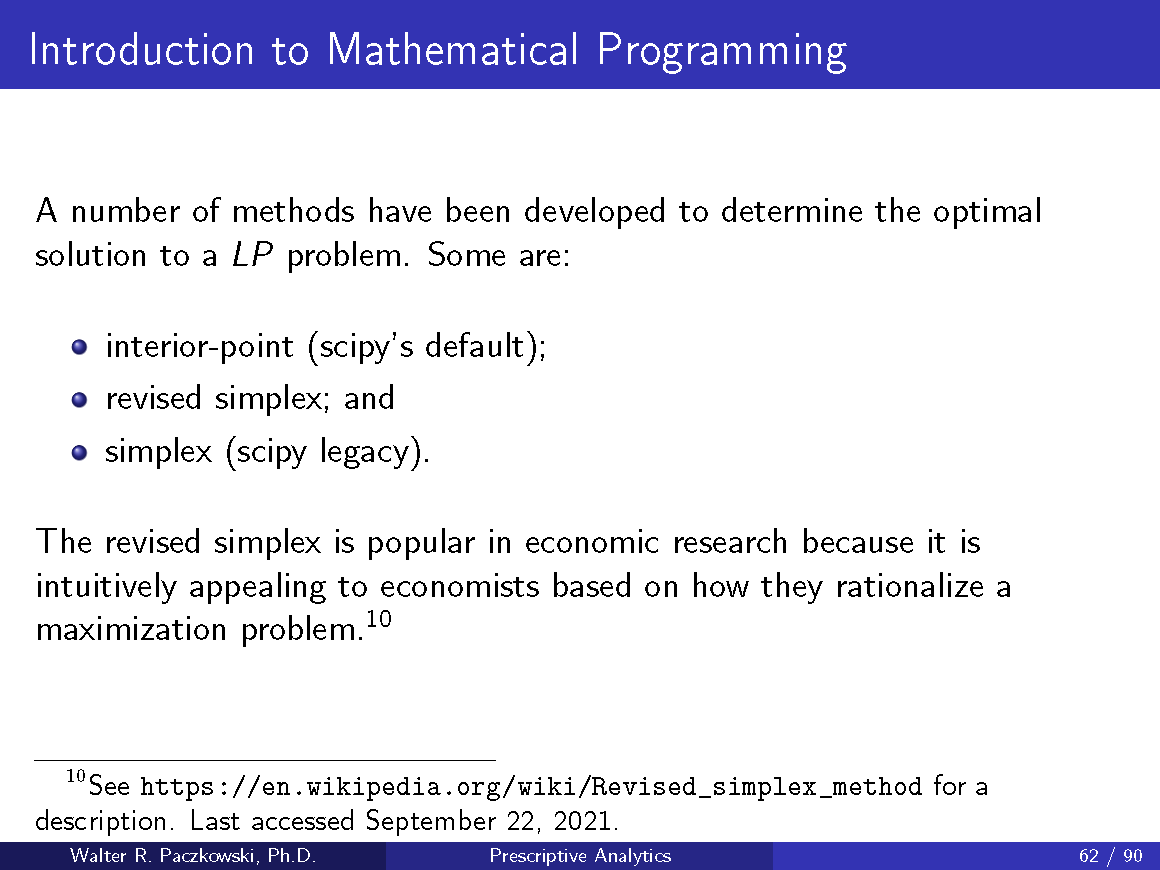 Introduction to Mathematical Programming
A number of methods have been developed to determine the optimal
solution to a LP problem. Some are:
interior-point (scipy's default);
revised simplex; and
simplex (scipy legacy).
The revised simplex is popular in economic research because it is
intuitively appealing to economists based on how they rationalize a
maximization problem.10
10See https://en.wikipedia.org/wiki/Revised_simplex_method for a
description. Last accessed September 22, 2021.
Walter R. Paczkowski, Ph.D. Prescriptive Analytics 62 / 90